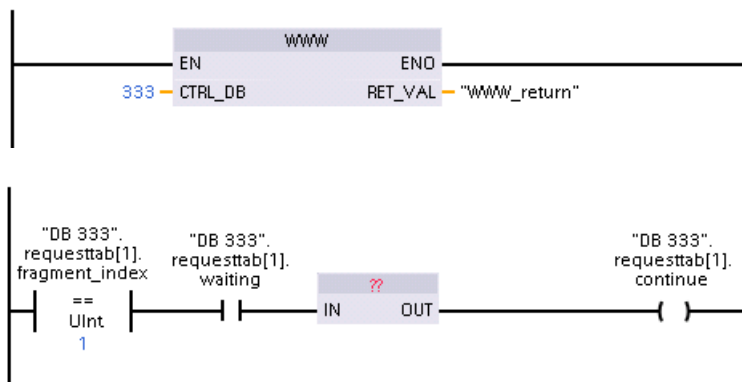 WWW
EN ENO
333 CTRL_DB RET_VAL "WWW_return"
"DB 333".
requesttab[1].
fragment_index
==
UInt
1
"DB 333".
requesttab[1].
waiting
??
IN OUT
"DB 333".
requesttab[1].
continue